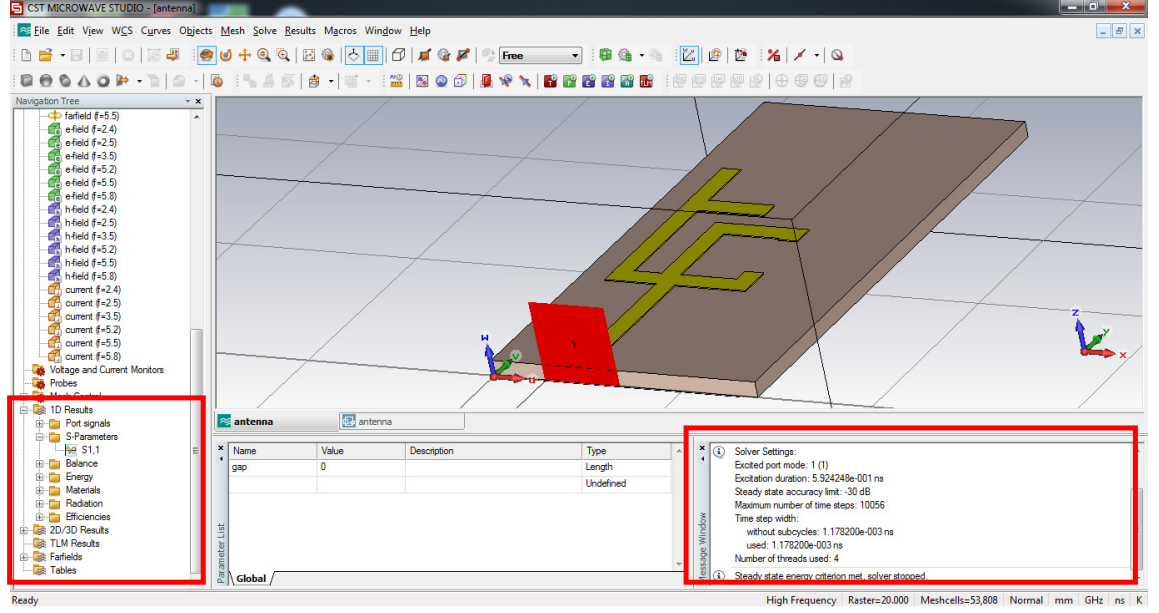 CST MICROWAVE STUDIO - [antenna]
File Edit View WCS Curves Objects Mesh Solve Results Macros Window Help
Free
Navigation Tree
farfield (f=5.5)
e-field (f=2.4)
e-field (f=2.5)
e-field (f=3.5)
e-field (f=5.2)
e-field (f=5.5)
e-field (f=5.8)
h-field (f=2.4)
h-field (f=2.5)
h-field (f=3.5)
h-field (f=5.2)
h-field (f=5.5)
h-field (f=5.8)
current (f=2.4)
current (f=2.5)
current (f=3.5)
current (f=5.2)
current (f=5.5)
current (f=5.8)
Voltage and Current Monitors
Probes
Mesh Control
1D Results
Port signals
S-Parameters
S1,1
Balance
Energy
Materials
Radiation
Efficiencies
2D/3D Results
TLM Results
Farfields
Tables
1
w
v
u
z
y
x
antenna
antenna
Parameter List
Name Value Description Type
gap 0 Length
Undefined
Global
Message Window
Solver Settings:
Excited port mode: 1 (1)
Excitation duration: 5.924248e-001 ns
Steady state accuracy limit: -30 dB
Maximum number of time steps: 10056
Time step width:
without subcycles: 1.178200e-003 ns
used: 1.178200e-003 ns
Number of threads used: 4
Steady state energy criterion met, solver stopped.
Ready
High Frequency Raster=20.000 Meshcells=53,808 Normal mm GHz ns K